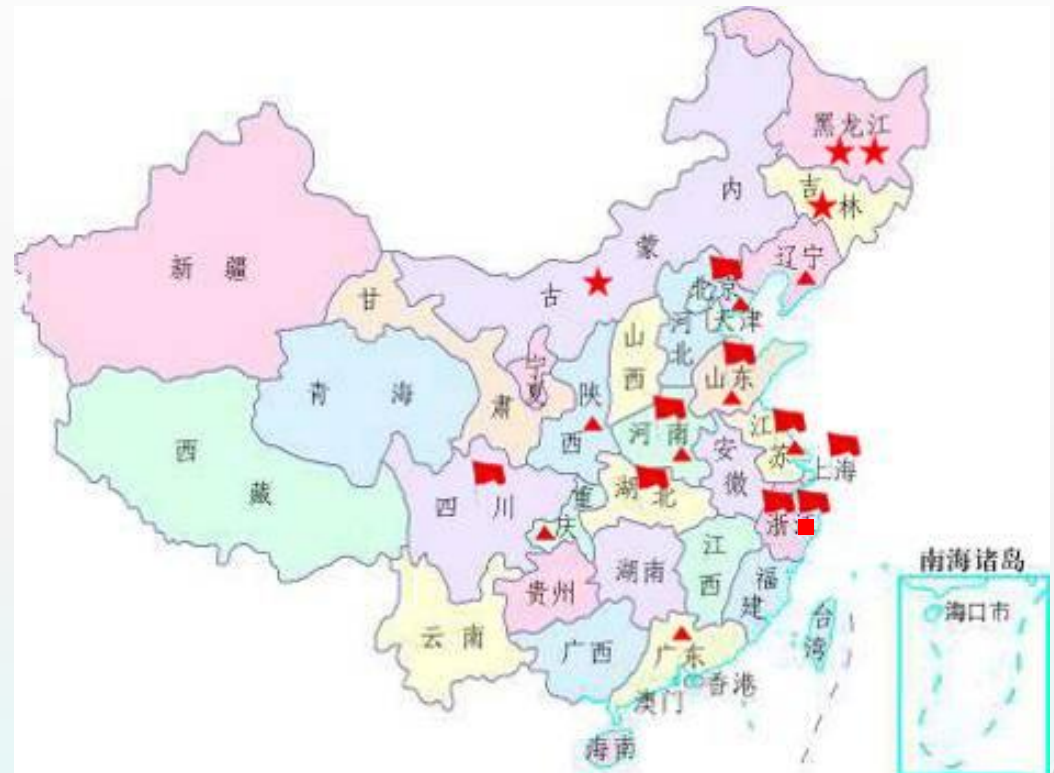 黑龙江
吉林
辽宁
内蒙古
新疆
甘肃
北京
天津
河北
山西
山东
宁夏
青海
陕西
河南
江苏
安徽
上海
西藏
四川
重庆
湖北
浙
江西
湖南
贵州
福建
云南
广西
广东
台湾
香港
澳门
海南
南海诸岛
海口市